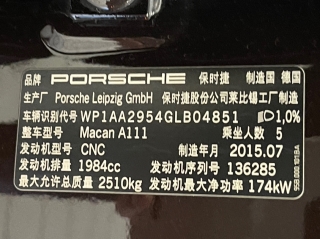 品牌 PORSCHE 保时捷 制造国 德国
生产厂 Porsche Leipzig GmbH 保时捷股份公司莱比锡工厂制造
车辆识别代号 WP1AA2954GLB04851 1,0%
整车型号 Macan A111 乘坐人数 5
发动机型号 CNC 制造年月 2015.07
发动机排量 1984cc 发动机序列号 136285
最大允许总质量 2510kg 发动机最大净功率 174kW